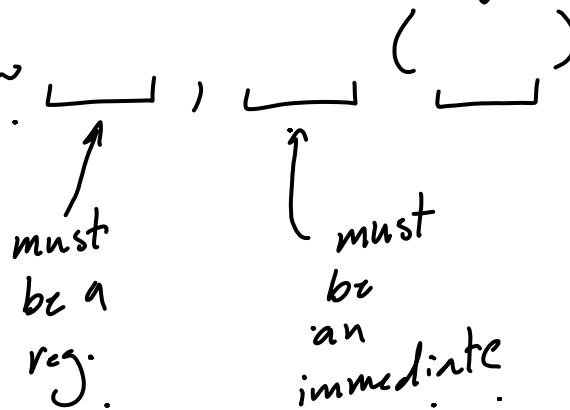 , ( )
must
be a
reg.
must
be
an
immediate